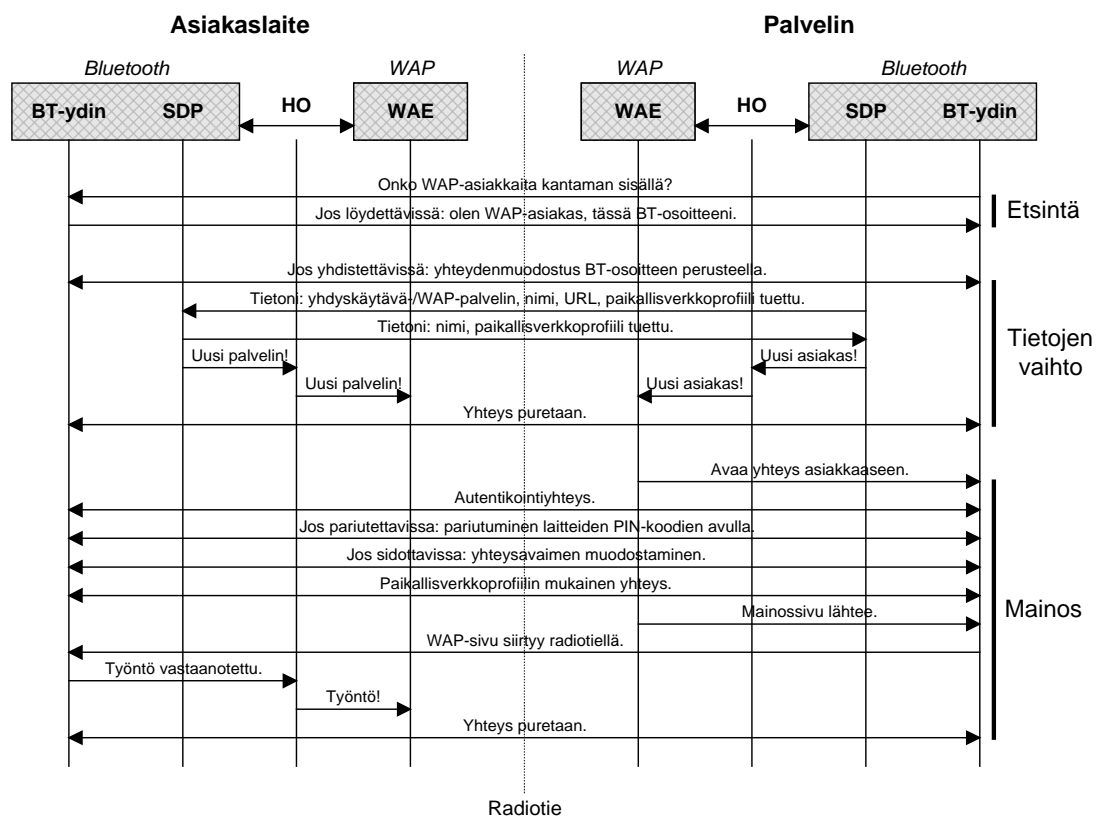 Asiakaslaite
Palvelin
Bluetooth
WAP
WAP
Bluetooth
BT-ydin
SDP
HO
WAE
WAE
HO
SDP
BT-ydin
Onko WAP-asiakkaita kantaman sisällä?
Jos löydettävissä: olen WAP-asiakas, tässä BT-osoitteeni.
Etsintä
Jos yhdistettävissä: yhteydenmuodostus BT-osoitteen perusteella.
Tietoni: yhdyskäytävä-/WAP-palvelin, nimi, URL, paikallisverkkoprofiili tuettu.
Tietoni: nimi, paikallisverkkoprofiili tuettu.
Uusi palvelin!
Uusi asiakas!
Uusi palvelin!
Uusi asiakas!
Yhteys puretaan.
Tietojen
vaihto
Avaa yhteys asiakkaaseen.
Autentikointiyhteys.
Jos pariutettavissa: pariutuminen laitteiden PIN-koodien avulla.
Jos sidottavissa: yhteysavaimen muodostaminen.
Paikallisverkkoprofiilin mukainen yhteys.
Mainossivu lähtee.
WAP-sivu siirtyy radiotiellä.
Työntö vastaanotettu.
Työntö!
Yhteys puretaan.
Mainos
Radiotie